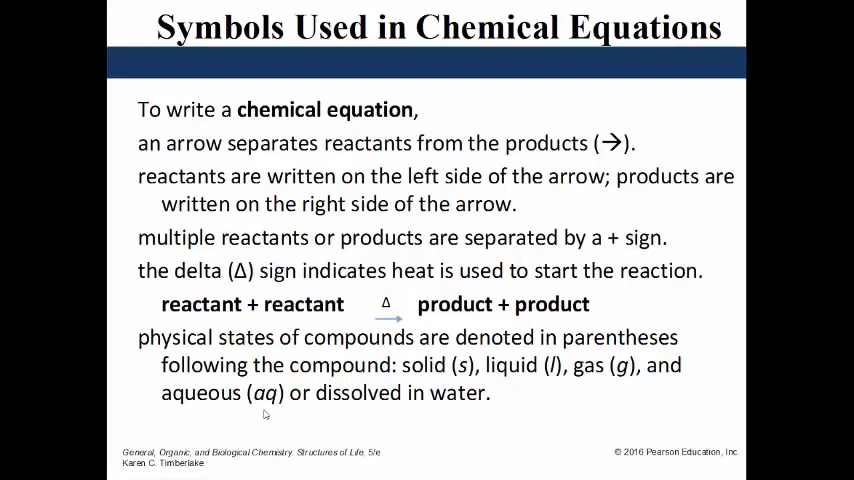 Symbols Used in Chemical Equations
To write a chemical equation,
an arrow separates reactants from the products (→).
reactants are written on the left side of the arrow; products are
written on the right side of the arrow.
multiple reactants or products are separated by a + sign.
the delta (Δ) sign indicates heat is used to start the reaction.
reactant + reactant Δ → product + product
physical states of compounds are denoted in parentheses
following the compound: solid (s), liquid (l), gas (g), and
aqueous (aq) or dissolved in water.
General, Organic, and Biological Chemistry: Structures of Life, 5/e
Karen C. Timberlake
© 2016 Pearson Education, Inc.